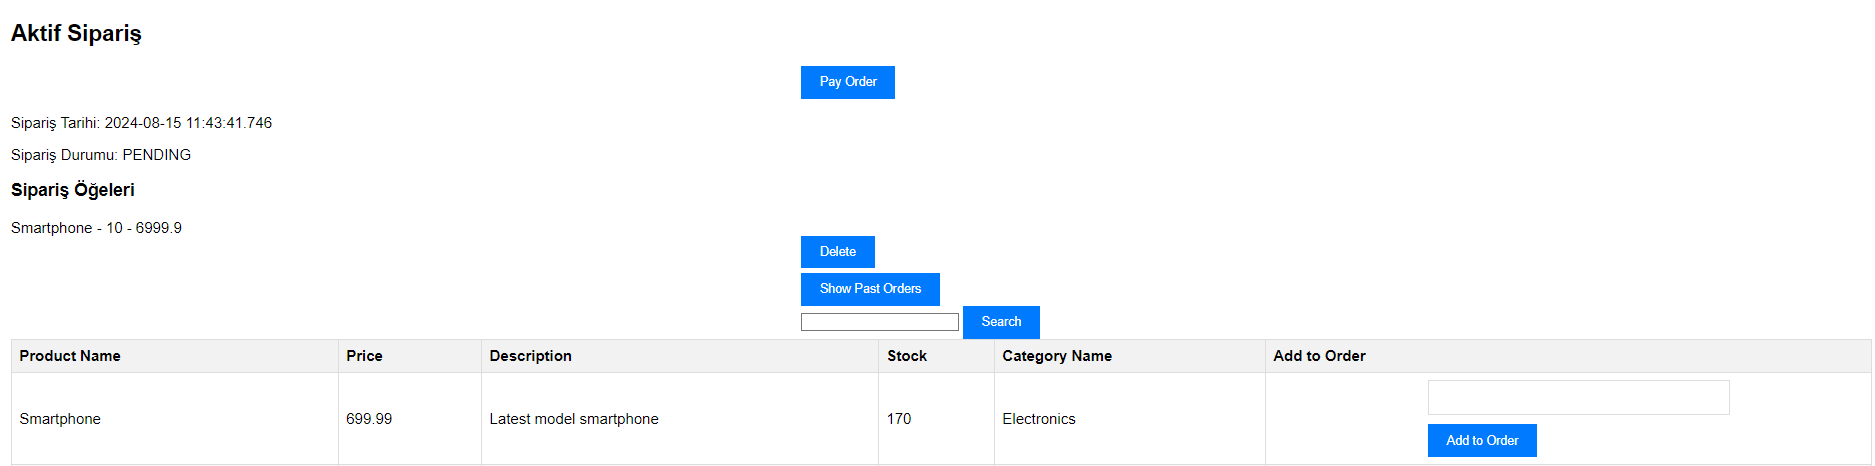 Aktif Sipariş
Pay Order
Sipariş Tarihi: 2024-08-15 11:43:41.746
Sipariş Durumu: PENDING
Sipariş Öğeleri
Smartphone - 10 - 6999.9
Delete
Show Past Orders
Search
Product Name Price Description Stock Category Name Add to Order
Smartphone 699.99 Latest model smartphone 170 Electronics
Add to Order